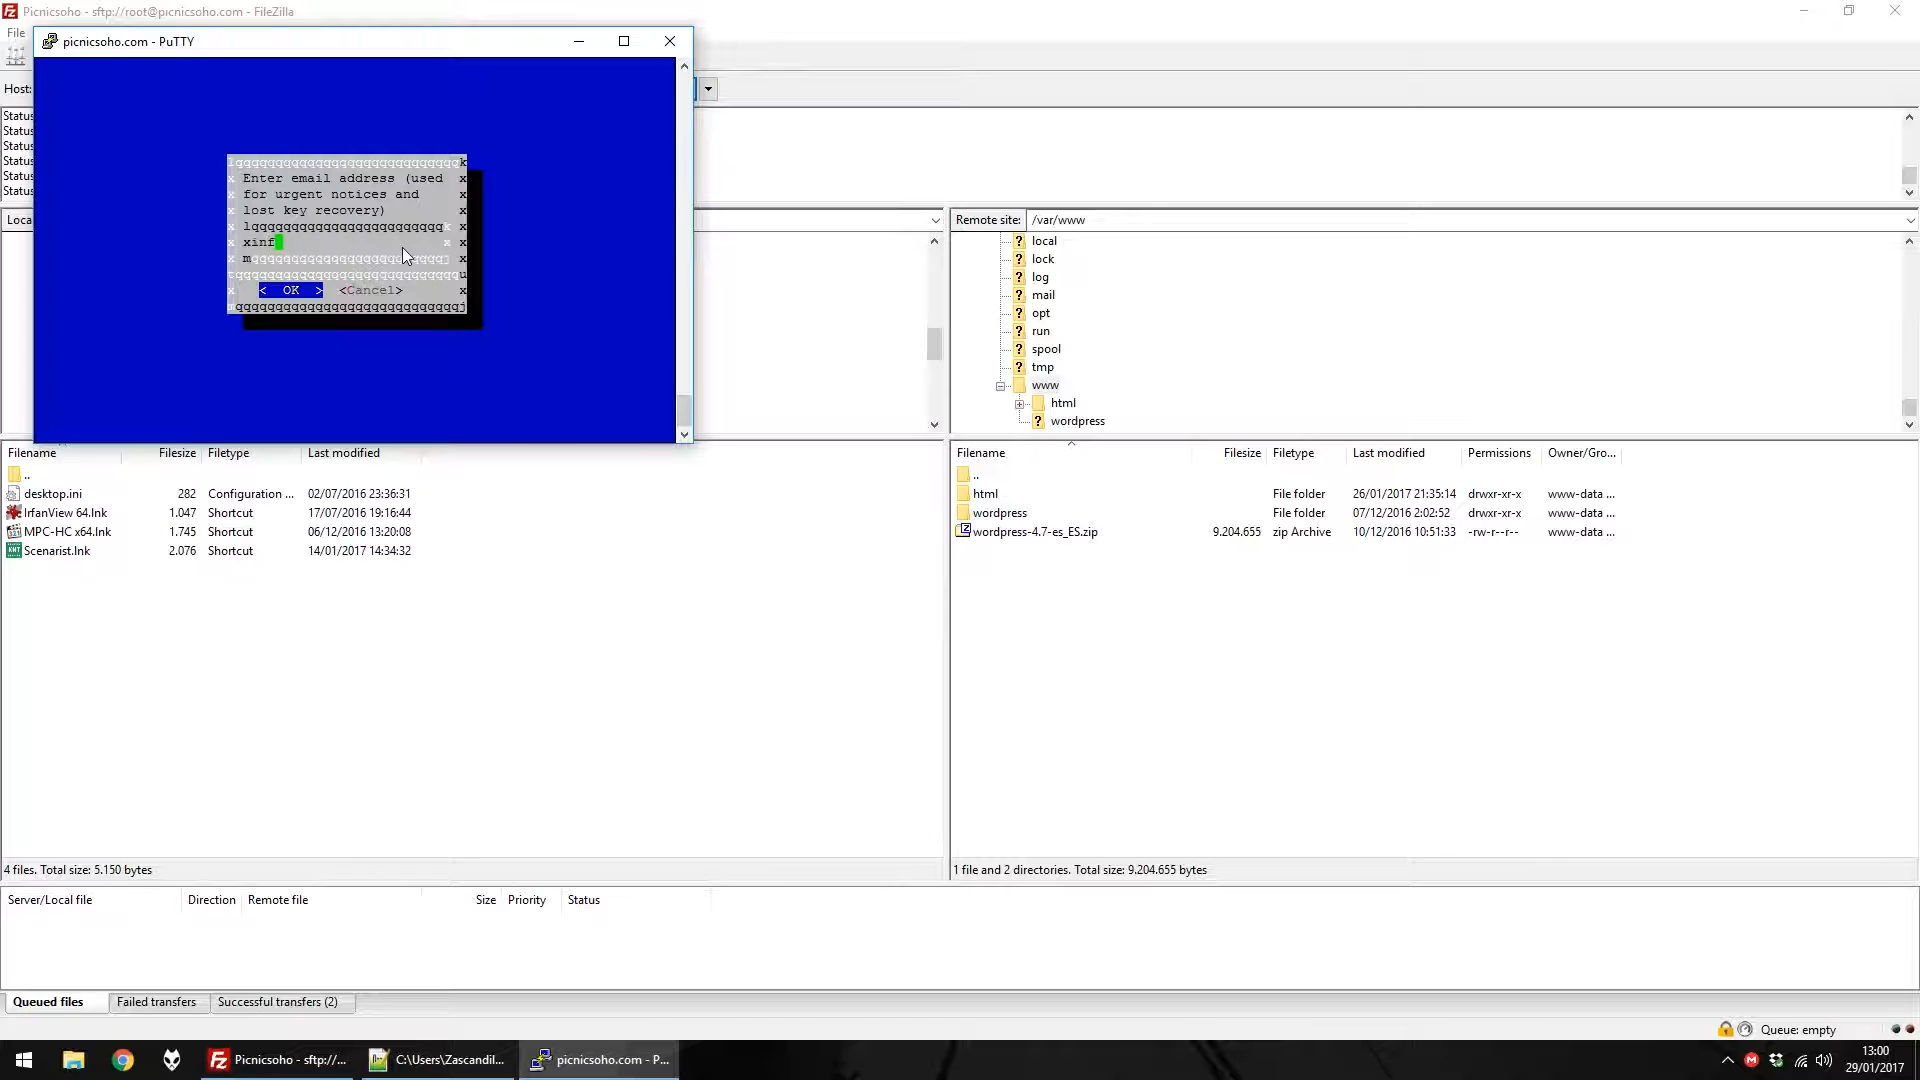 Picnicsoho - sftp://root@picnicsoho.com - FileZilla
File
picnicsoho.com - PuTTY
Host:
Status
Status
Status
Status
Status
Status
lqqqqqqqqqqqqqqqqqqqqqqqqqqqqk
x Enter email address (used x
x for urgent notices and x
x lost key recovery) x
x lqqqqqqqqqqqqqqqqqqqqqqqqk x
x xinf x x
x mqqqqqqqqqqqqqqqqqqqqqqqqj x
tqqqqqqqqqqqqqqqqqqqqqqqqqqqqu
x < OK > <Cancel> x
mqqqqqqqqqqqqqqqqqqqqqqqqqqqqj
Loca
Remote site: /var/www
local
lock
log
mail
opt
run
spool
tmp
www
html
wordpress
Filename Filesize Filetype Last modified
..
desktop.ini 282 Configuration ... 02/07/2016 23:36:31
IrfanView 64.lnk 1.047 Shortcut 17/07/2016 19:16:44
MPC-HC x64.lnk 1.745 Shortcut 06/12/2016 13:20:08
Scenarist.lnk 2.076 Shortcut 14/01/2017 14:34:32
4 files. Total size: 5.150 bytes
Filename Filesize Filetype Last modified Permissions Owner/Gro...
..
html File folder 26/01/2017 21:35:14 drwxr-xr-x www-data ...
wordpress File folder 07/12/2016 2:02:52 drwxr-xr-x www-data ...
wordpress-4.7-es_ES.zip 9.204.655 zip Archive 10/12/2016 10:51:33 -rw-r--r-- www-data ...
1 file and 2 directories. Total size: 9.204.655 bytes
Server/Local file Direction Remote file Size Priority Status
Queued files Failed transfers Successful transfers (2)
Queue: empty
Picnicsoho - sftp://... C:\Users\Zascandil... picnicsoho.com - P...
13:00
29/01/2017